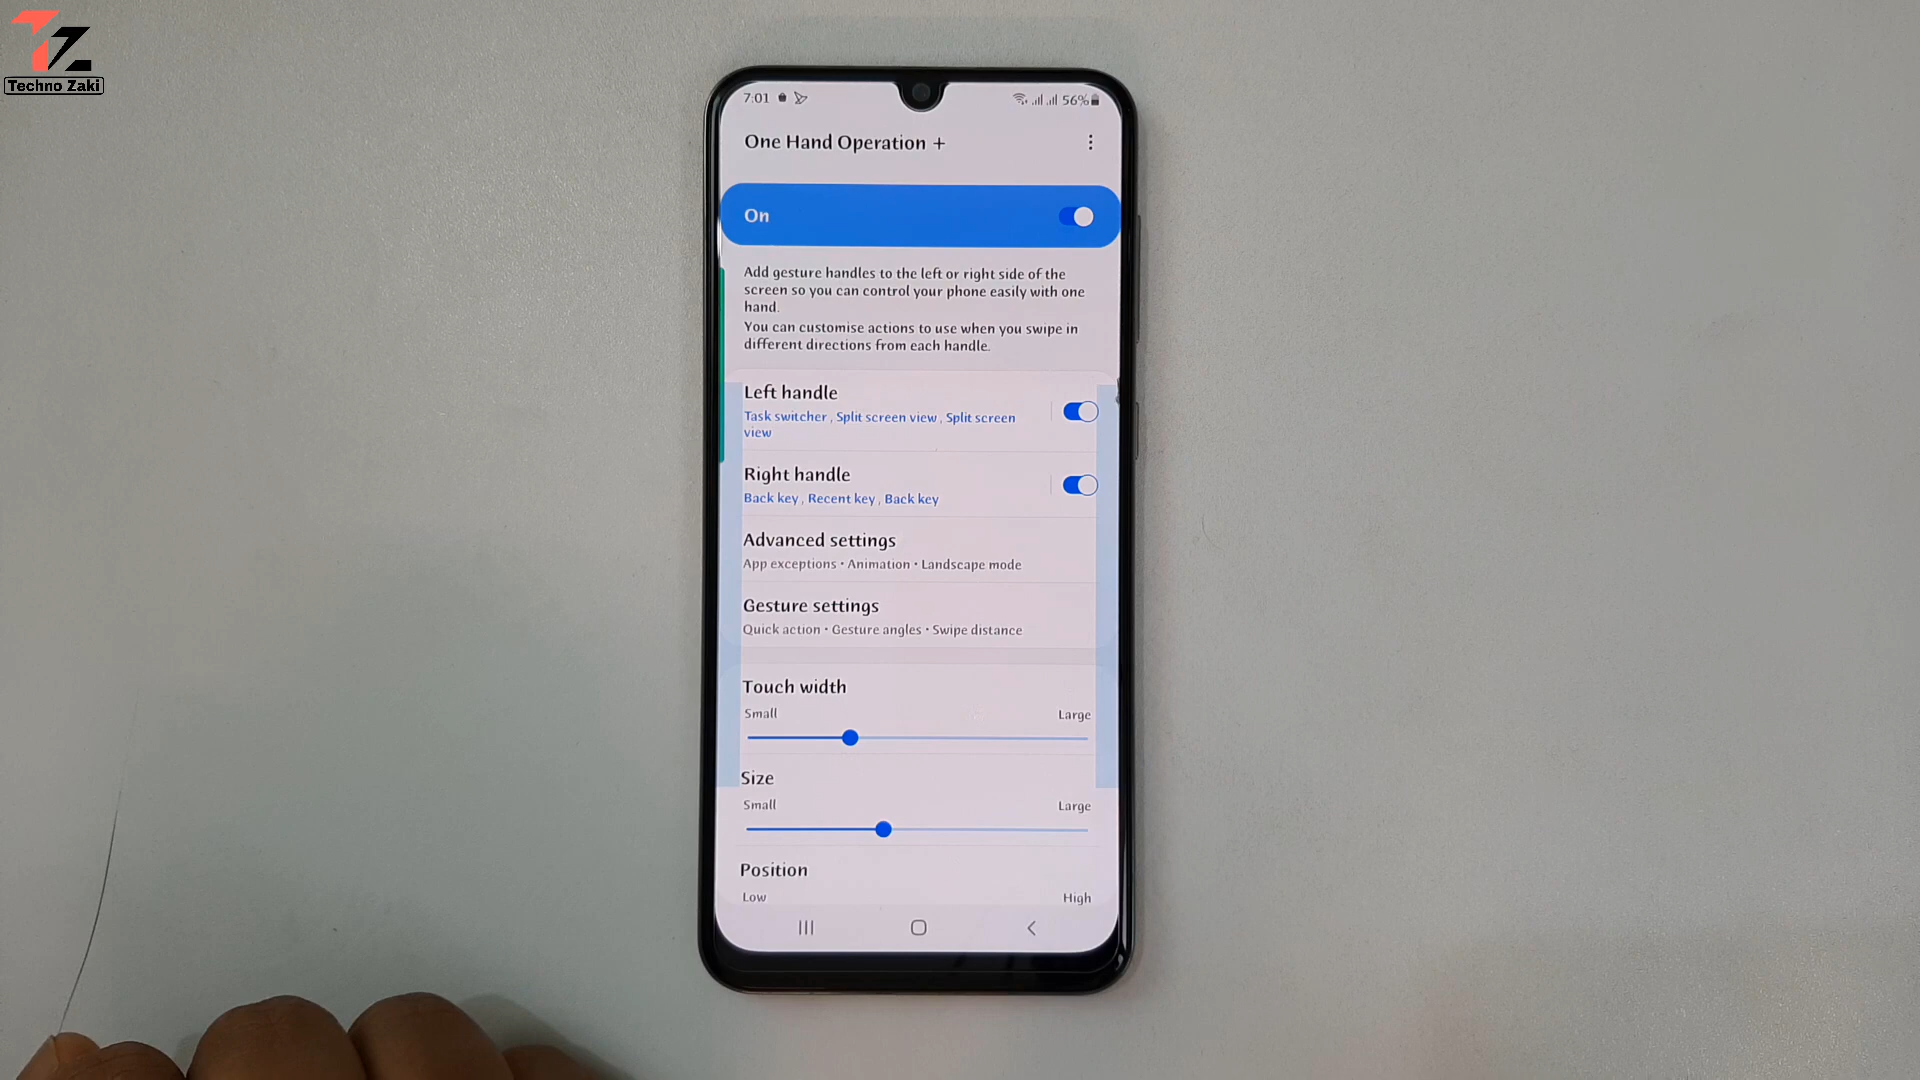 TZ
Techno Zaki
7:01
56%
One Hand Operation +
On
Add gesture handles to the left or right side of the
screen so you can control your phone easily with one
hand.
You can customise actions to use when you swipe in
different directions from each handle.
Left handle
Task switcher , Split screen view , Split screen
view
Right handle
Back key , Recent key , Back key
Advanced settings
App exceptions • Animation • Landscape mode
Gesture settings
Quick action • Gesture angles • Swipe distance
Touch width
Small Large
Size
Small Large
Position
Low High